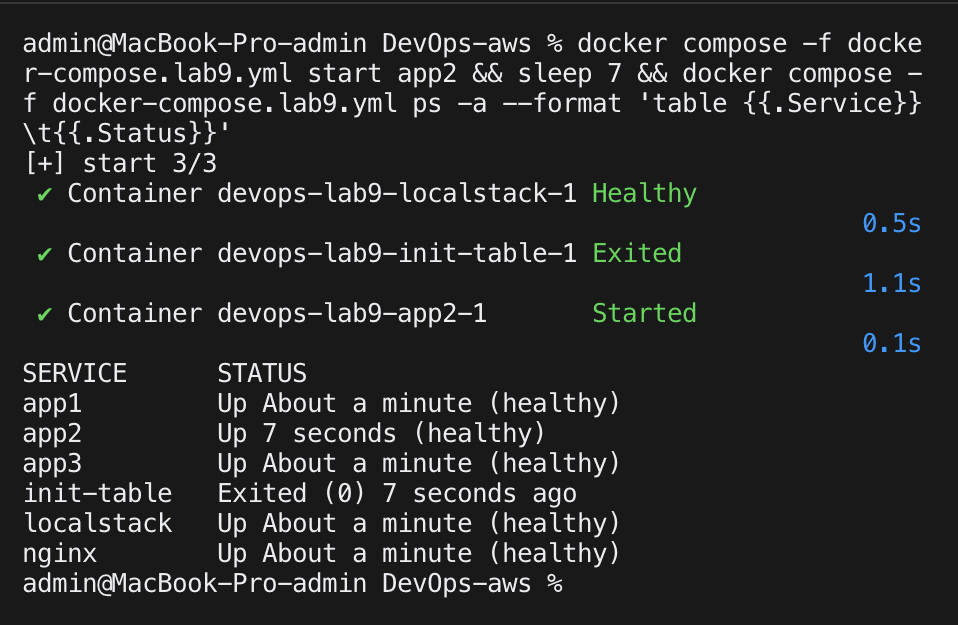 admin@MacBook-Pro-admin DevOps-aws % docker compose -f docke
r-compose.lab9.yml start app2 && sleep 7 && docker compose -
f docker-compose.lab9.yml ps -a --format 'table {{.Service}}
\t{{.Status}}'
[+] start 3/3
✔ Container devops-lab9-localstack-1 Healthy
0.5s
✔ Container devops-lab9-init-table-1 Exited
1.1s
✔ Container devops-lab9-app2-1 Started
0.1s
SERVICE STATUS
app1 Up About a minute (healthy)
app2 Up 7 seconds (healthy)
app3 Up About a minute (healthy)
init-table Exited (0) 7 seconds ago
localstack Up About a minute (healthy)
nginx Up About a minute (healthy)
admin@MacBook-Pro-admin DevOps-aws %